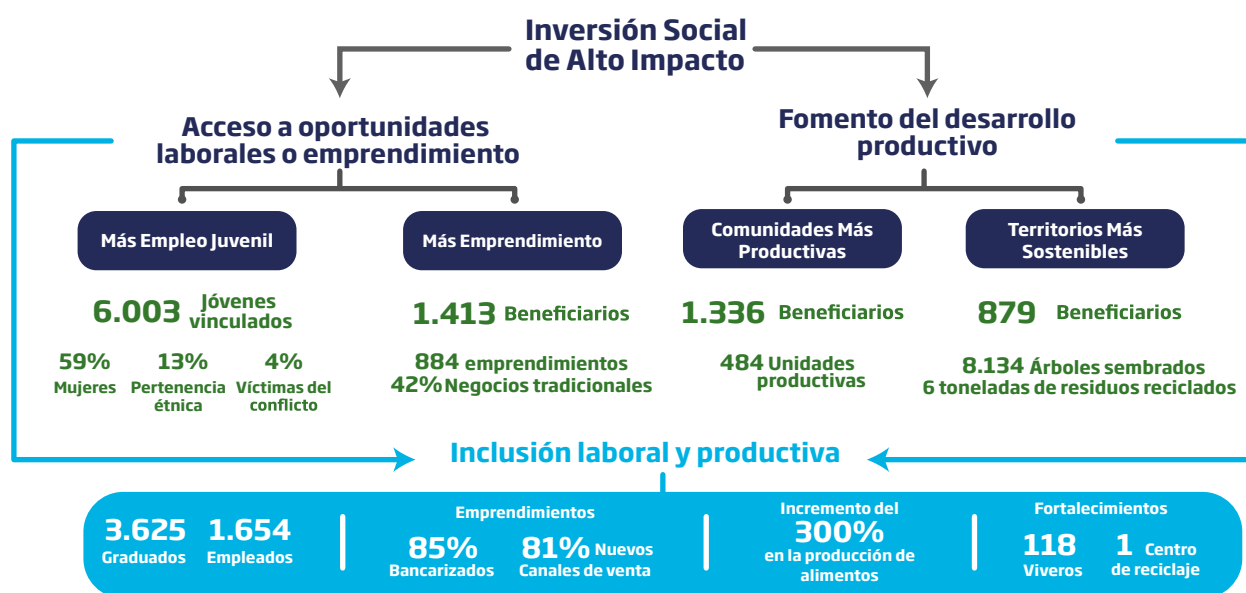 Inversión Social
de Alto Impacto
Acceso a oportunidades
laborales o emprendimiento
Fomento del desarrollo
productivo
Más Empleo Juvenil
Más Emprendimiento
Comunidades Más
Productivas
Territorios Más
Sostenibles
6.003 Jóvenes
vinculados
59%
Mujeres
13%
Pertenencia
étnica
4%
Víctimas del
conflicto
1.413 Beneficiarios
884 emprendimientos
42% Negocios tradicionales
1.336 Beneficiarios
484 Unidades
productivas
879 Beneficiarios
8.134 Árboles sembrados
6 toneladas de residuos reciclados
Inclusión laboral y productiva
3.625
Graduados
1.654
Empleados
Emprendimientos
85%
Bancarizados
81% Nuevos
Canales de venta
Incremento del
300%
en la producción de
alimentos
Fortalecimientos
118
Viveros
1 Centro
de reciclaje